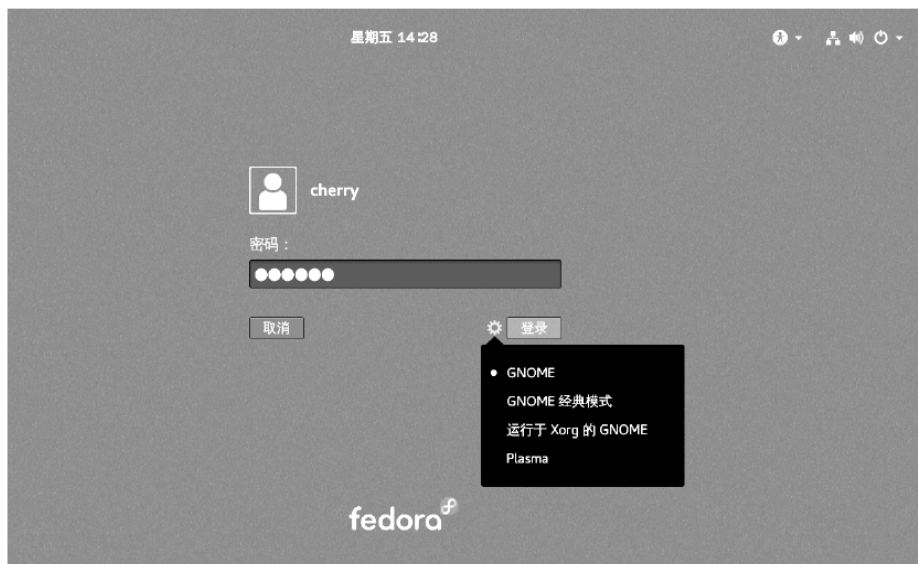 星期五 14:28
cherry
密码：
取消
登录
GNOME
GNOME 经典模式
运行于 Xorg 的 GNOME
Plasma
fedora